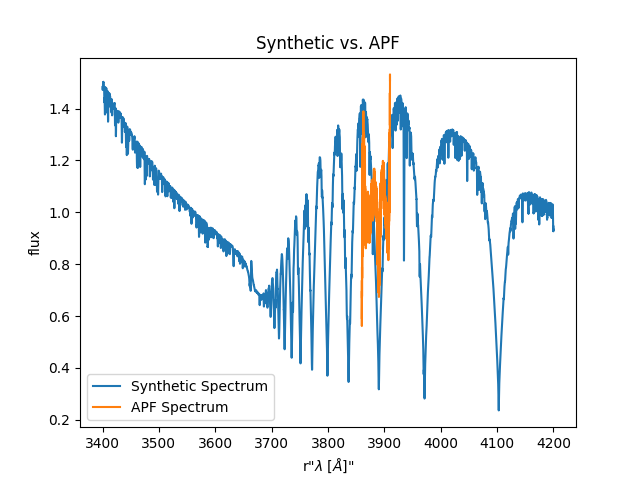 Synthetic vs. APF
flux
1.4
1.2
1.0
0.8
0.6
0.4
0.2
Synthetic Spectrum
APF Spectrum
3400 3500 3600 3700 3800 3900 4000 4100 4200
r"λ [Å]"